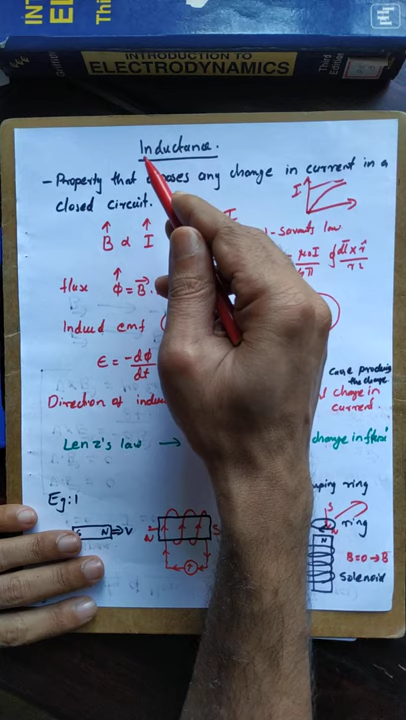 INTRODUCTION TO
ELECTRODYNAMICS
Third
Edition
Inductance.
- Property that opposes any change in current in a
closed circuit.
I
B ∝ I
law
μ0 I
4π
∮ dl × r̂
r²
flux ϕ = B.
Induced emf
ε = -dϕ
dt
Cause producing
the change.
Direction of
change in
current.
Lenz's law →
change in flux
Eg:1
ring
S N → V
N
S
ring
S
N
N
B=0→B
Solenoid